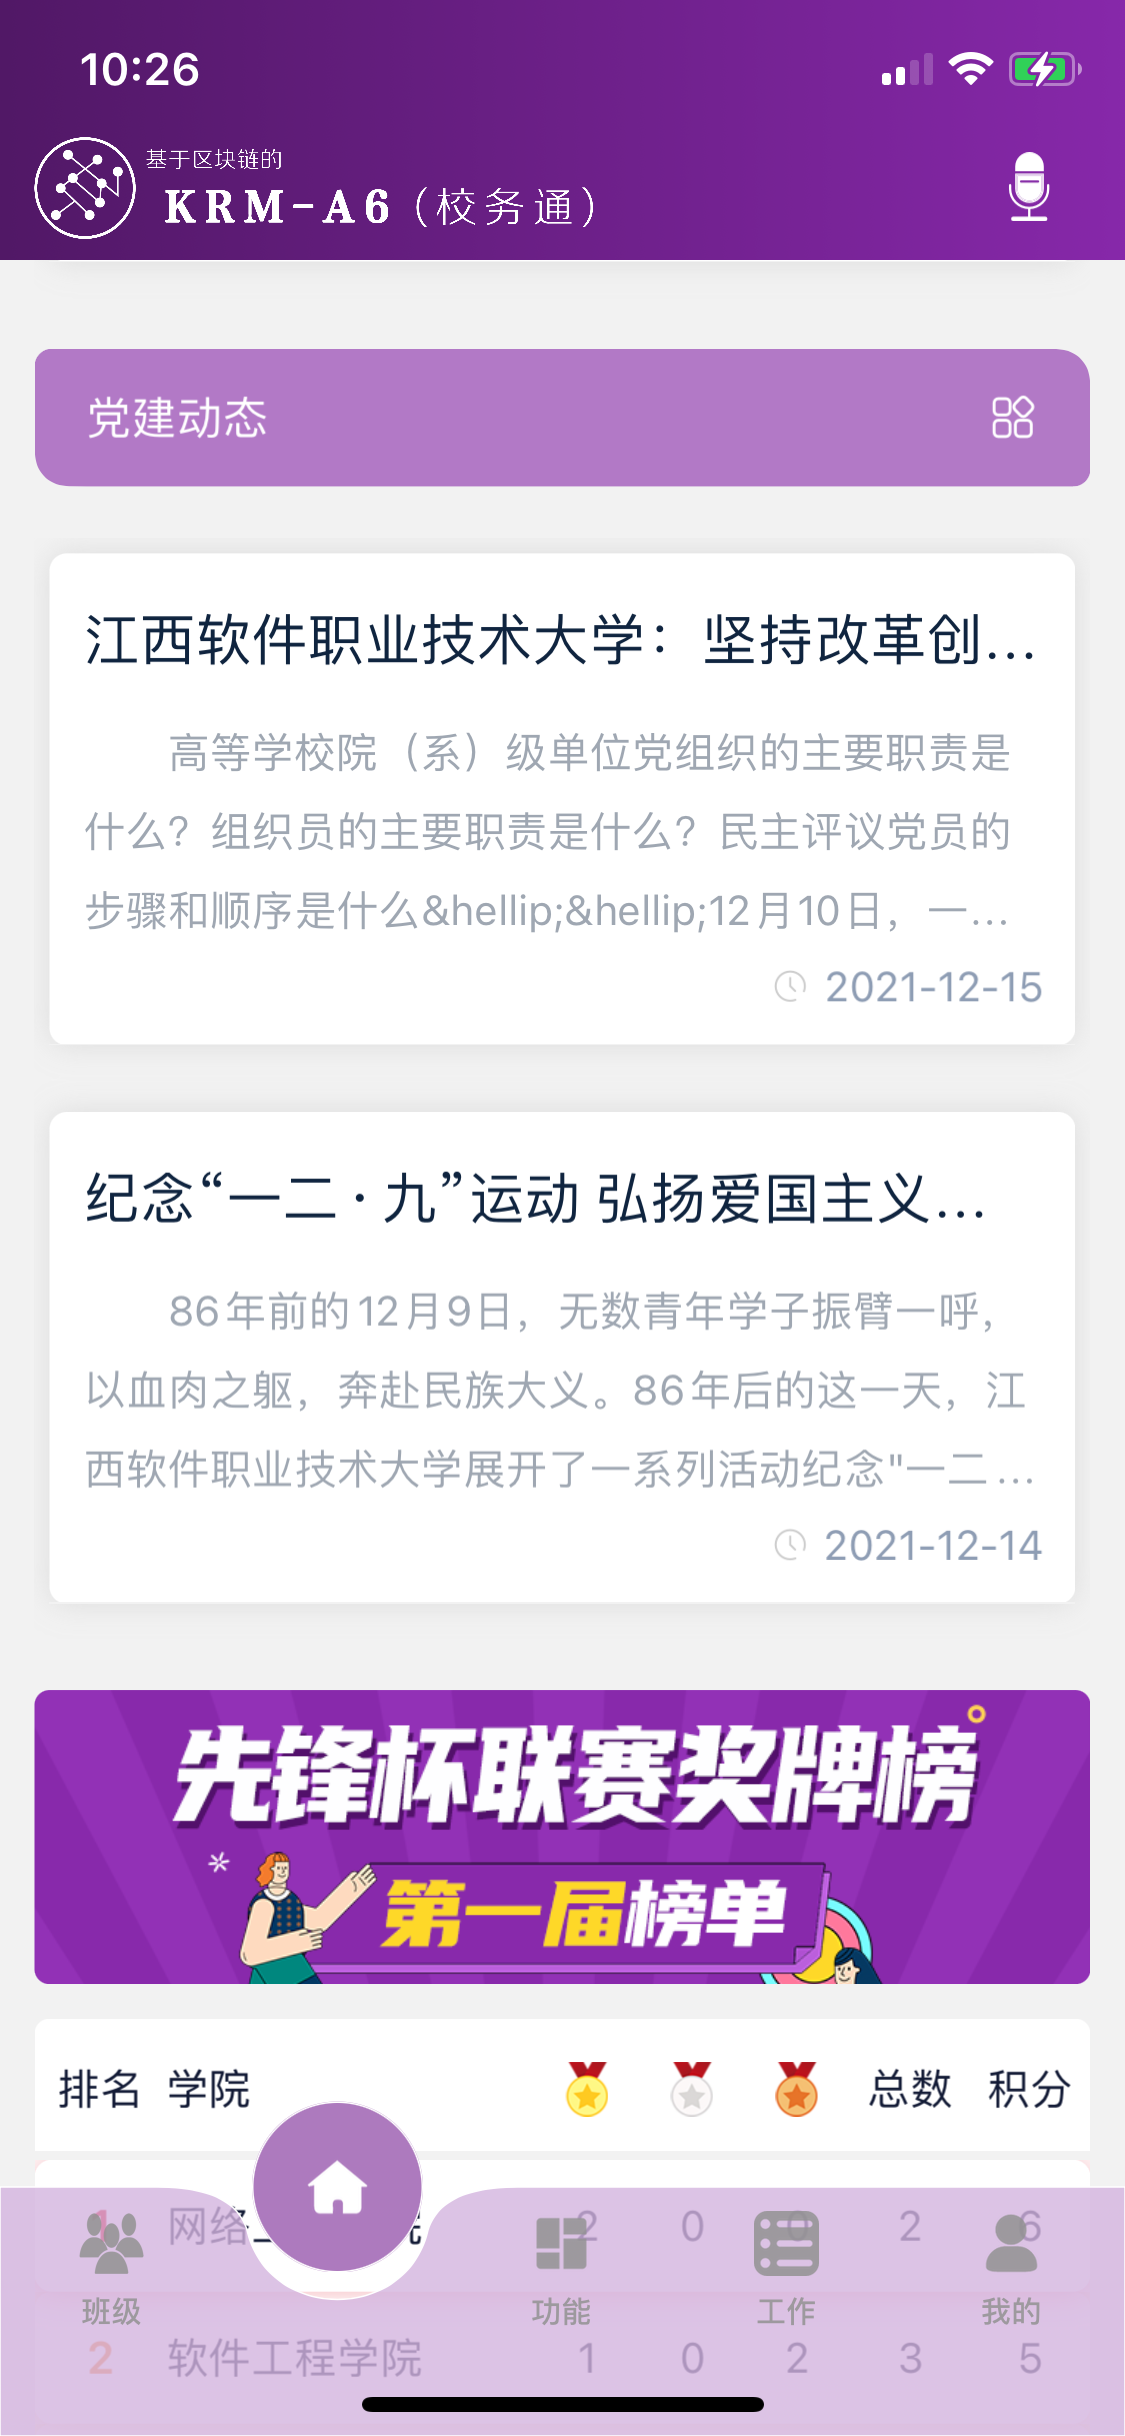 10:26
基于区块链的
KRM-A6（校务通）
党建动态
江西软件职业技术大学：坚持改革创...
高等学校院（系）级单位党组织的主要职责是
什么？组织员的主要职责是什么？民主评议党员的
步骤和顺序是什么&hellip;&hellip;12月10日，一...
2021-12-15
纪念“一二·九”运动 弘扬爱国主义...
86年前的12月9日，无数青年学子振臂一呼，
以血肉之躯，奔赴民族大义。86年后的这一天，江
西软件职业技术大学展开了一系列活动纪念"一二...
2021-12-14
先锋杯联赛奖牌榜
第一届榜单
排名 学院 总数 积分
1 网络 2 0 0 2 6
班级 功能 工作 我的
2 软件工程学院 1 0 2 3 5